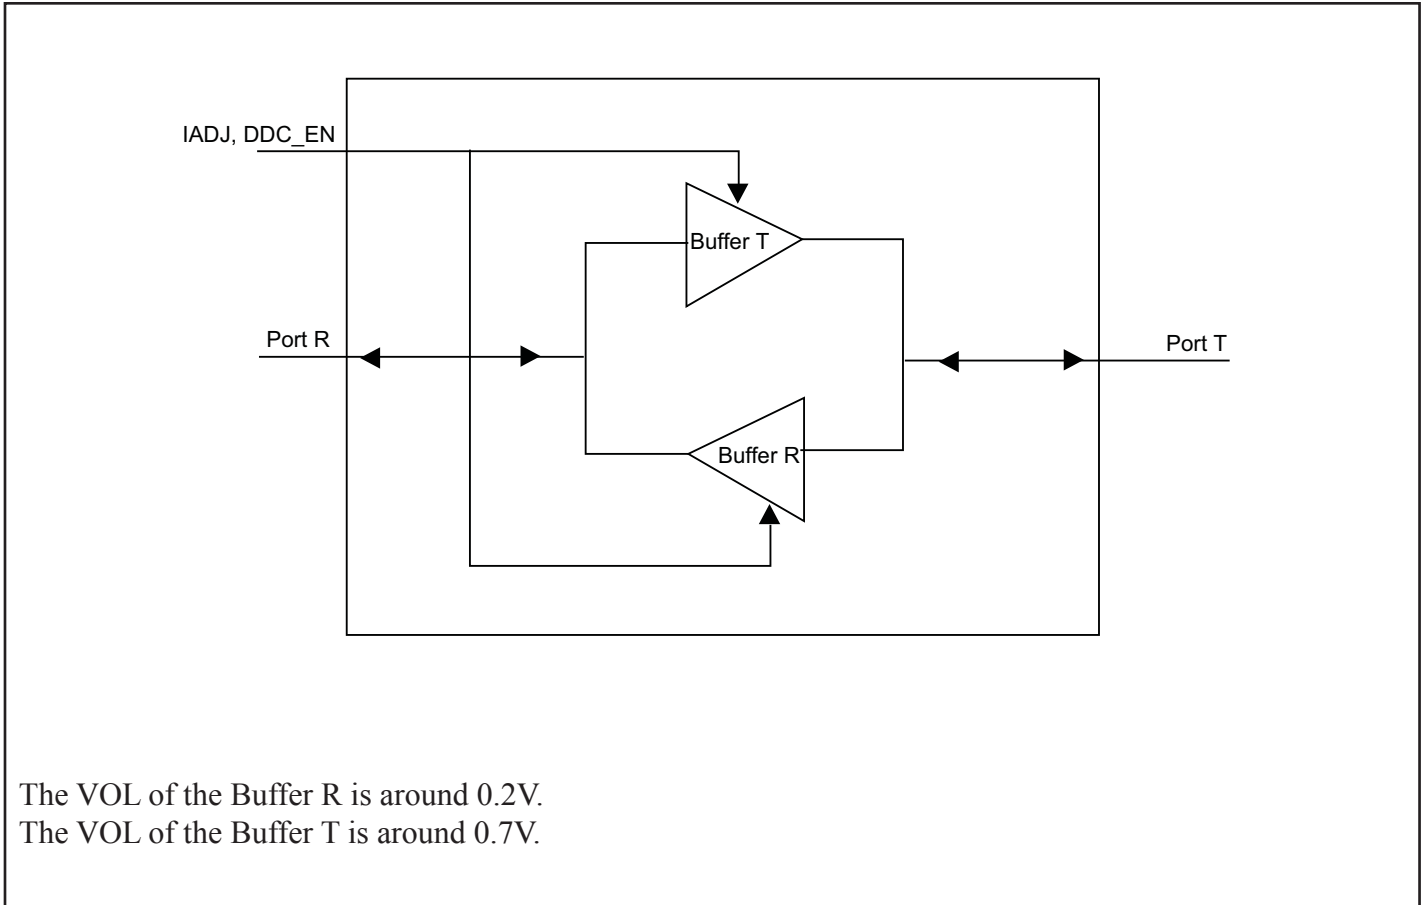 IADJ, DDC_EN
Buffer T
Port R
Port T
Buffer R
The VOL of the Buffer R is around 0.2V.
The VOL of the Buffer T is around 0.7V.